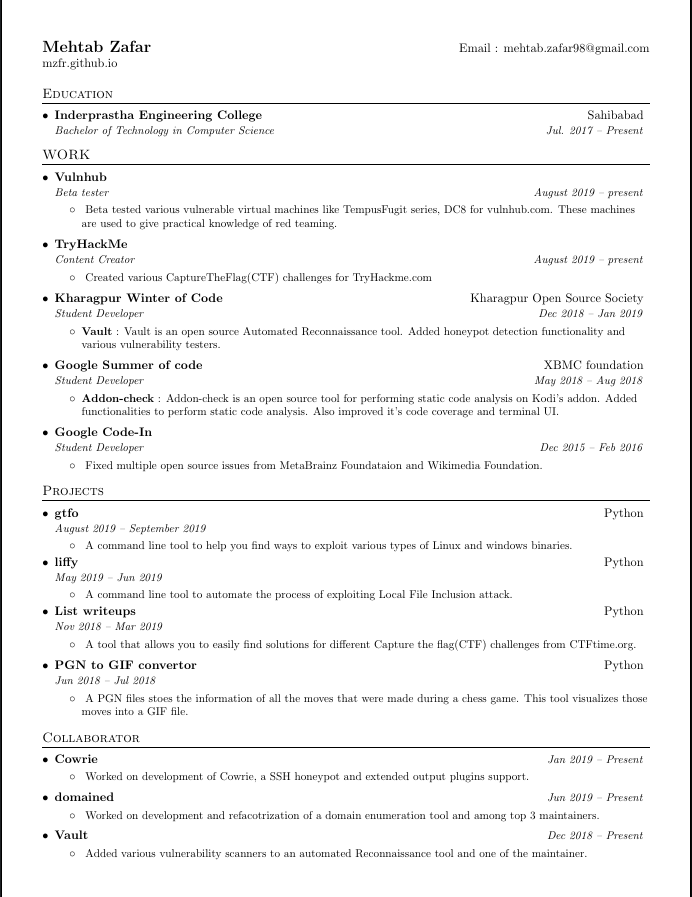 Mehtab Zafar Email : mehtab.zafar98@gmail.com
mzfr.github.io
Education
• Inderprastha Engineering College Sahibabad
Bachelor of Technology in Computer Science Jul. 2017 – Present
WORK
• Vulnhub
Beta tester August 2019 – present
◦ Beta tested various vulnerable virtual machines like TempusFugit series, DC8 for vulnhub.com. These machines
are used to give practical knowledge of red teaming.
• TryHackMe
Content Creator August 2019 – present
◦ Created various CaptureTheFlag(CTF) challenges for TryHackme.com
• Kharagpur Winter of Code Kharagpur Open Source Society
Student Developer Dec 2018 – Jan 2019
◦ Vault : Vault is an open source Automated Reconnaissance tool. Added honeypot detection functionality and
various vulnerability testers.
• Google Summer of code XBMC foundation
Student Developer May 2018 – Aug 2018
◦ Addon-check : Addon-check is an open source tool for performing static code analysis on Kodi's addon. Added
functionalities to perform static code analysis. Also improved it's code coverage and terminal UI.
• Google Code-In
Student Developer Dec 2015 – Feb 2016
◦ Fixed multiple open source issues from MetaBrainz Foundataion and Wikimedia Foundation.
Projects
• gtfo Python
August 2019 – September 2019
◦ A command line tool to help you find ways to exploit various types of Linux and windows binaries.
• liffy Python
May 2019 – Jun 2019
◦ A command line tool to automate the process of exploiting Local File Inclusion attack.
• List writeups Python
Nov 2018 – Mar 2019
◦ A tool that allows you to easily find solutions for different Capture the flag(CTF) challenges from CTFtime.org.
• PGN to GIF convertor Python
Jun 2018 – Jul 2018
◦ A PGN files stoes the information of all the moves that were made during a chess game. This tool visualizes those
moves into a GIF file.
Collaborator
• Cowrie Jan 2019 – Present
◦ Worked on development of Cowrie, a SSH honeypot and extended output plugins support.
• domained Jun 2019 – Present
◦ Worked on development and refacotrization of a domain enumeration tool and among top 3 maintainers.
• Vault Dec 2018 – Present
◦ Added various vulnerability scanners to an automated Reconnaissance tool and one of the maintainer.